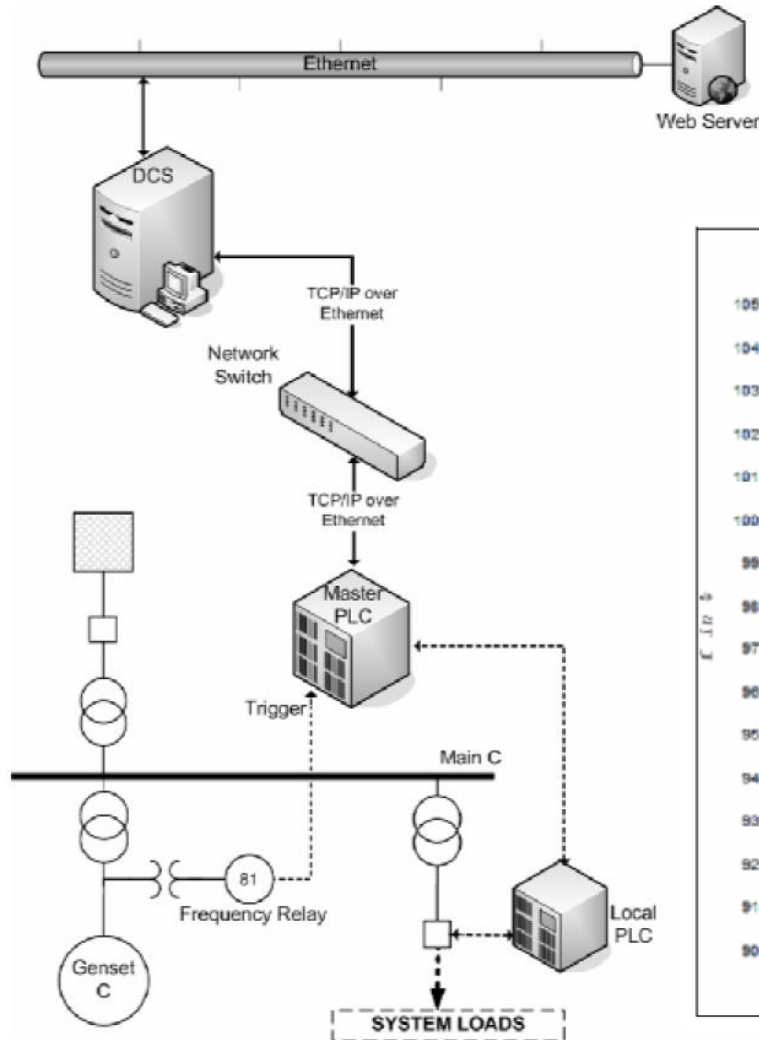 Ethernet
Web Server
DCS
TCP/IP over
Ethernet
Network
Switch
TCP/IP over
Ethernet
Master
PLC
Trigger
Main C
81
Frequency Relay
Local
PLC
Genset
C
SYSTEM LOADS
105
104
103
102
101
100
99
98
97
96
95
94
93
92
91
90